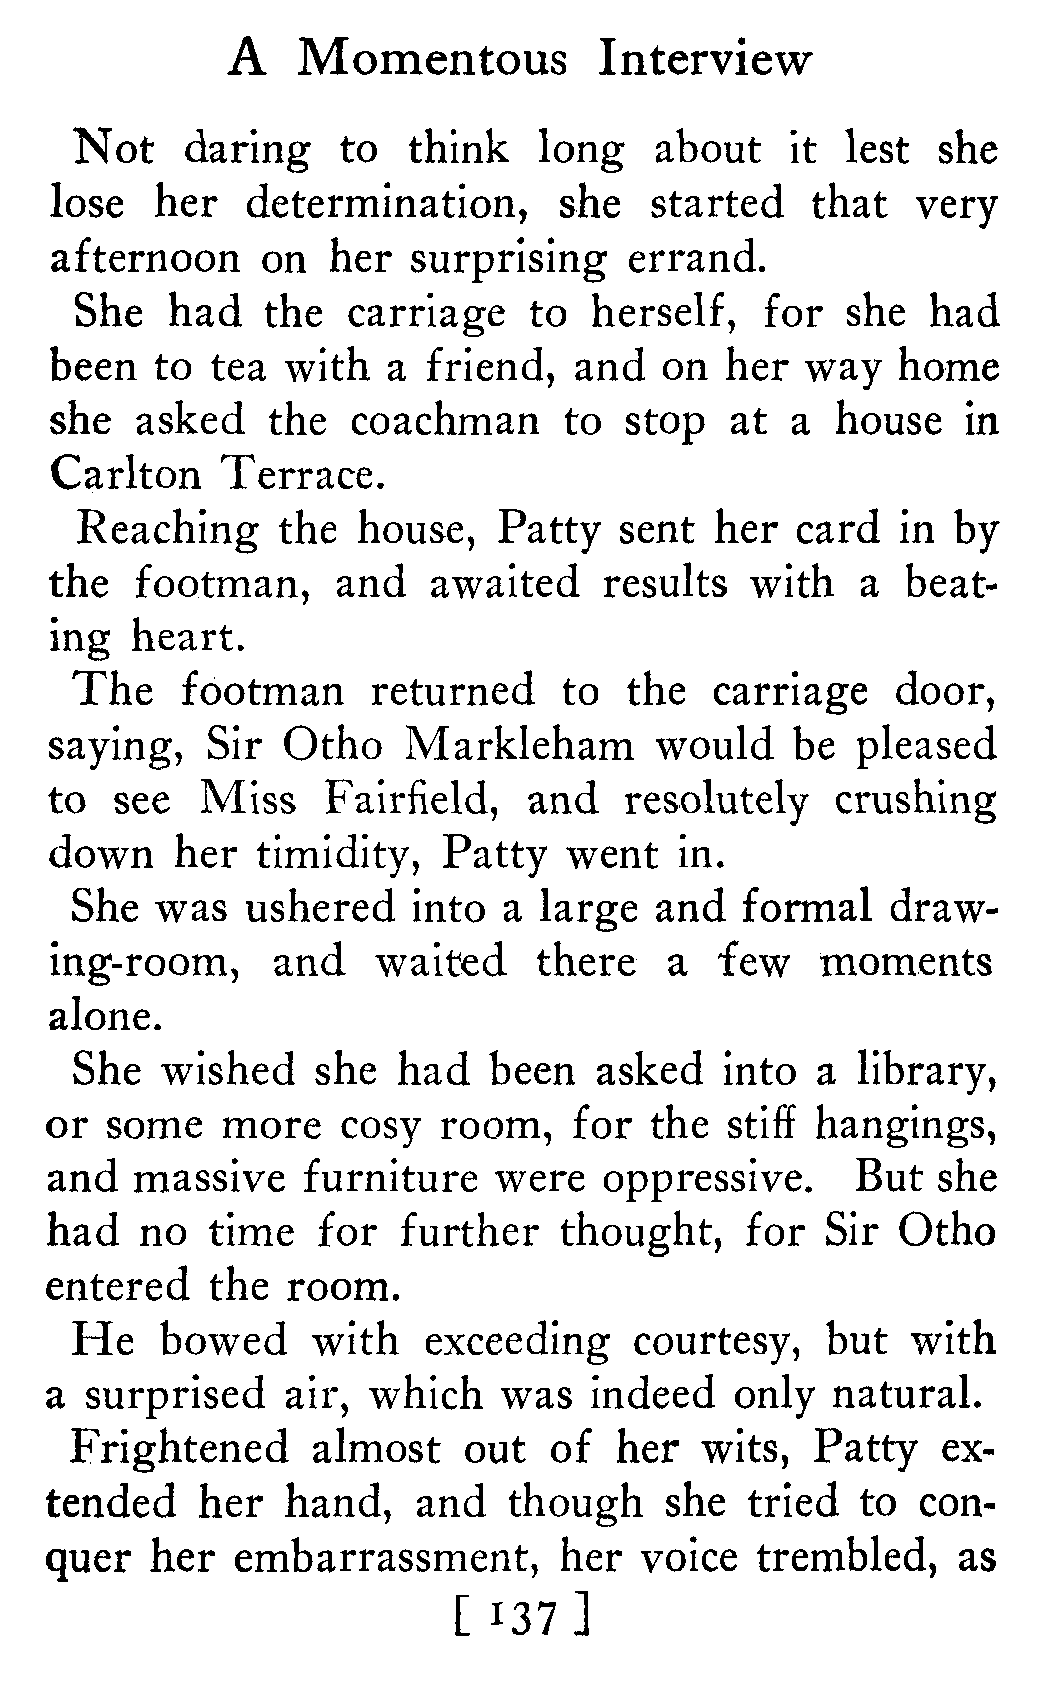 A Momentous Interview
Not daring to think long about it lest she
lose her determination, she started that very
afternoon on her surprising errand.
She had the carriage to herself, for she had
been to tea with a friend, and on her way home
she asked the coachman to stop at a house in
Carlton Terrace.
Reaching the house, Patty sent her card in by
the footman, and awaited results with a beat-
ing heart.
The footman returned to the carriage door,
saying, Sir Otho Markleham would be pleased
to see Miss Fairfield, and resolutely crushing
down her timidity, Patty went in.
She was ushered into a large and formal draw-
ing-room, and waited there a few moments
alone.
She wished she had been asked into a library,
or some more cosy room, for the stiff hangings,
and massive furniture were oppressive. But she
had no time for further thought, for Sir Otho
entered the room.
He bowed with exceeding courtesy, but with
a surprised air, which was indeed only natural.
Frightened almost out of her wits, Patty ex-
tended her hand, and though she tried to con-
quer her embarrassment, her voice trembled, as
[ 137 ]